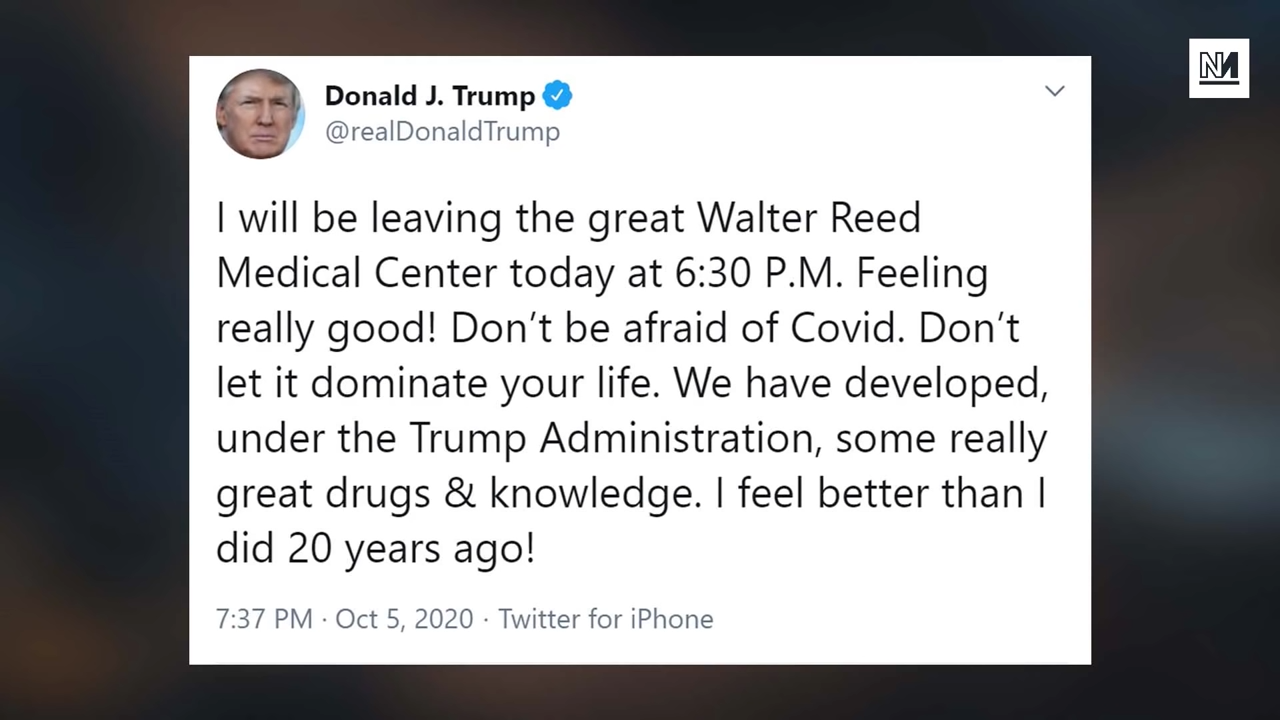 Donald J. Trump
@realDonaldTrump
I will be leaving the great Walter Reed
Medical Center today at 6:30 P.M. Feeling
really good! Don’t be afraid of Covid. Don’t
let it dominate your life. We have developed,
under the Trump Administration, some really
great drugs & knowledge. I feel better than I
did 20 years ago!
7:37 PM · Oct 5, 2020 · Twitter for iPhone
NM